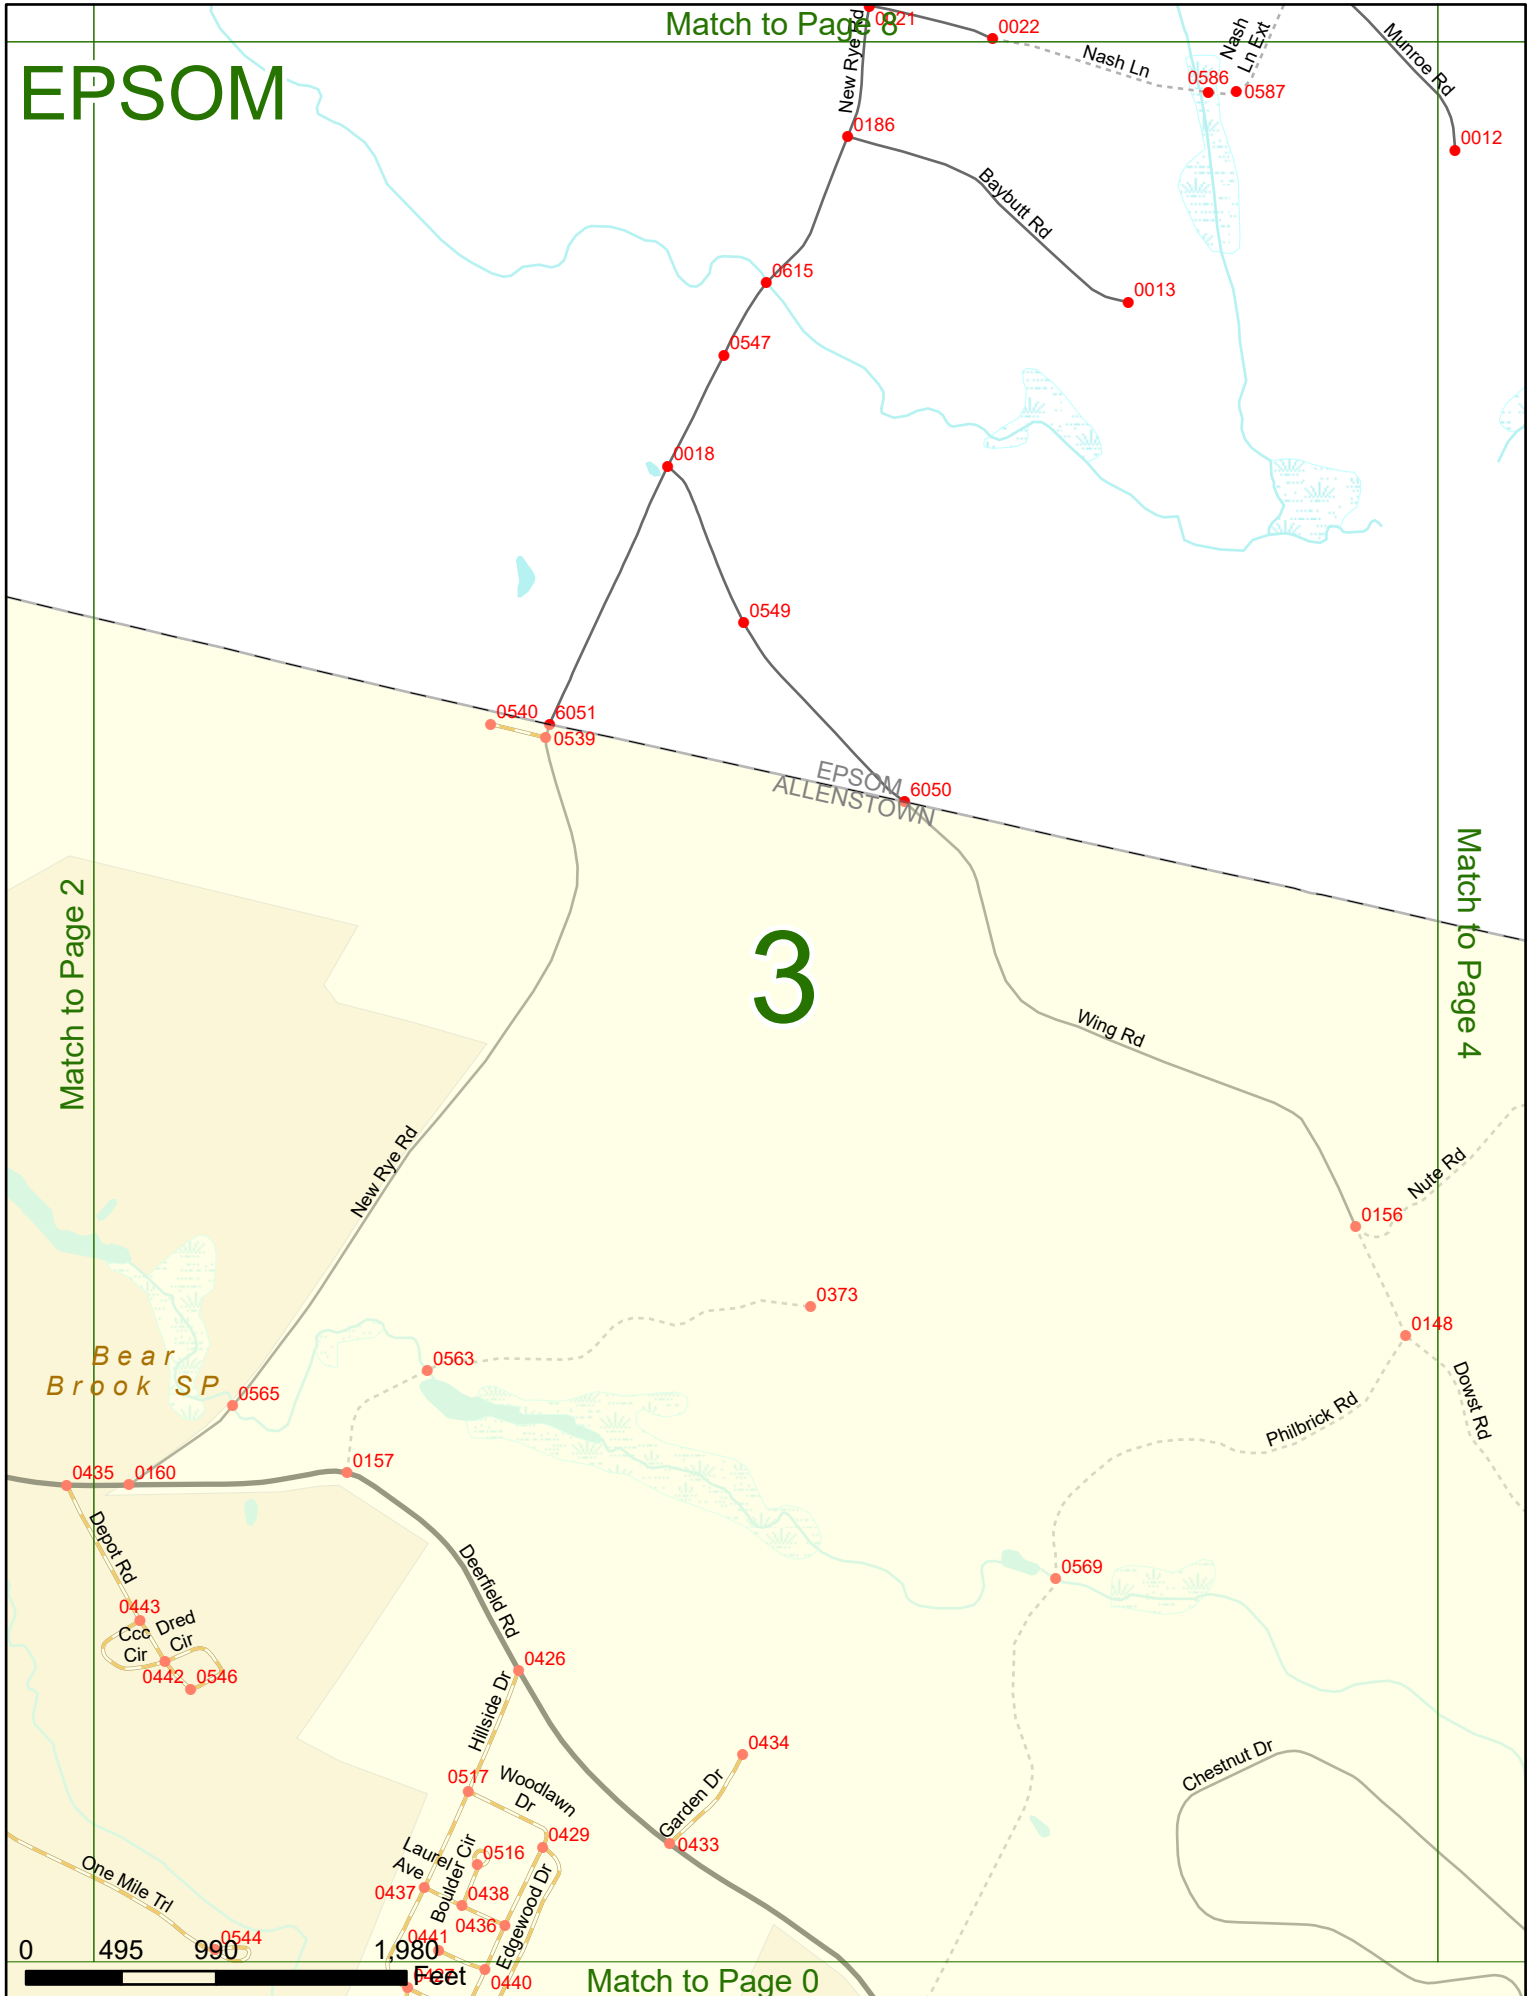 Match to Page 8
EPSOM
0021
0022
New Rye Rd
Nash Ln
Nash
Ln Ext
Munroe Rd
0586
0587
0012
0186
Baybutt Rd
0615
0013
0547
0018
0549
0540
6051
0539
EPSOM
ALLENSTOWN
6050
Match to Page 2
3
Match to Page 4
Wing Rd
New Rye Rd
Nute Rd
0156
0373
0148
Bear
Brook SP
0563
0565
Dowst Rd
Philbrick Rd
0435
0160
0157
Depot Rd
Deerfield Rd
0569
0443
Ccc
Cir
Dred
Cir
0442
0546
0426
Hillside Dr
0434
Chestnut Dr
0517
Woodlawn
Dr
Garden Dr
0433
0429
Laurel
Ave
Boulder Cir
0516
One Mile Trl
0437
0438
0436
Edgewood Dr
0544
0441
0440
0427
0
495
990
1,980
Feet
Match to Page 0